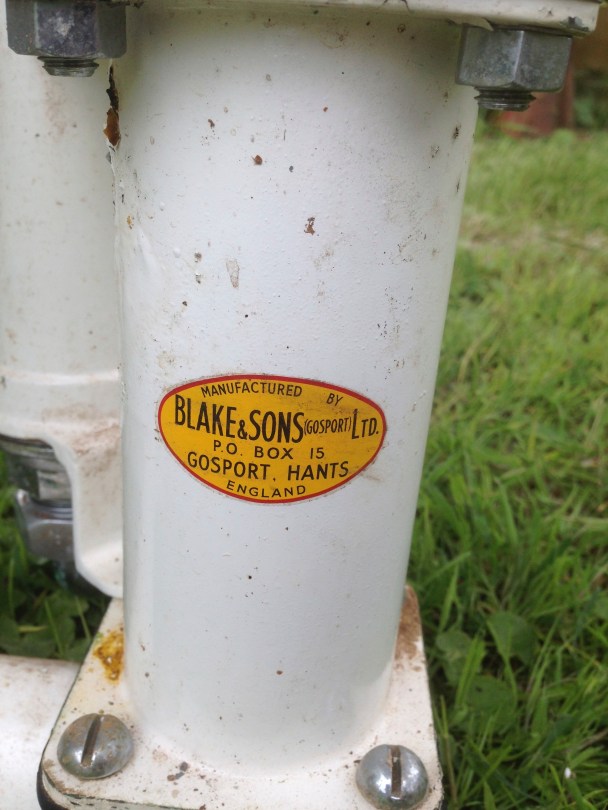 MANUFACTURED BY
BLAKE & SONS (GOSPORT) LTD.
P.O. BOX 15
GOSPORT, HANTS
ENGLAND